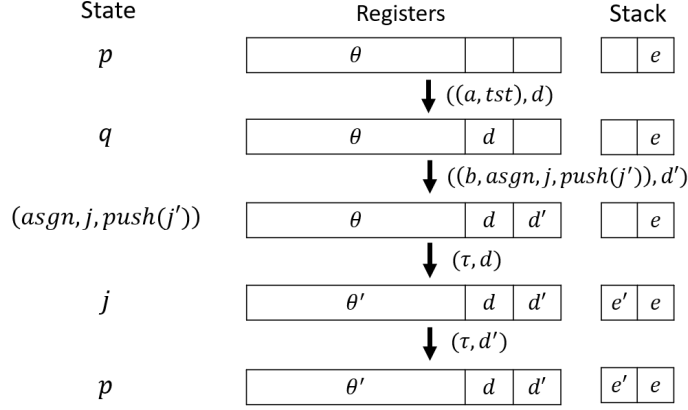 State Registers Stack
p θ e
((a, tst), d)
q θ d e
((b, asgn, j, push(j′)), d′)
(asgn, j, push(j′)) θ d d′ e
(τ, d)
j θ′ d d′ e′ e
(τ, d′)
p θ′ d d′ e′ e